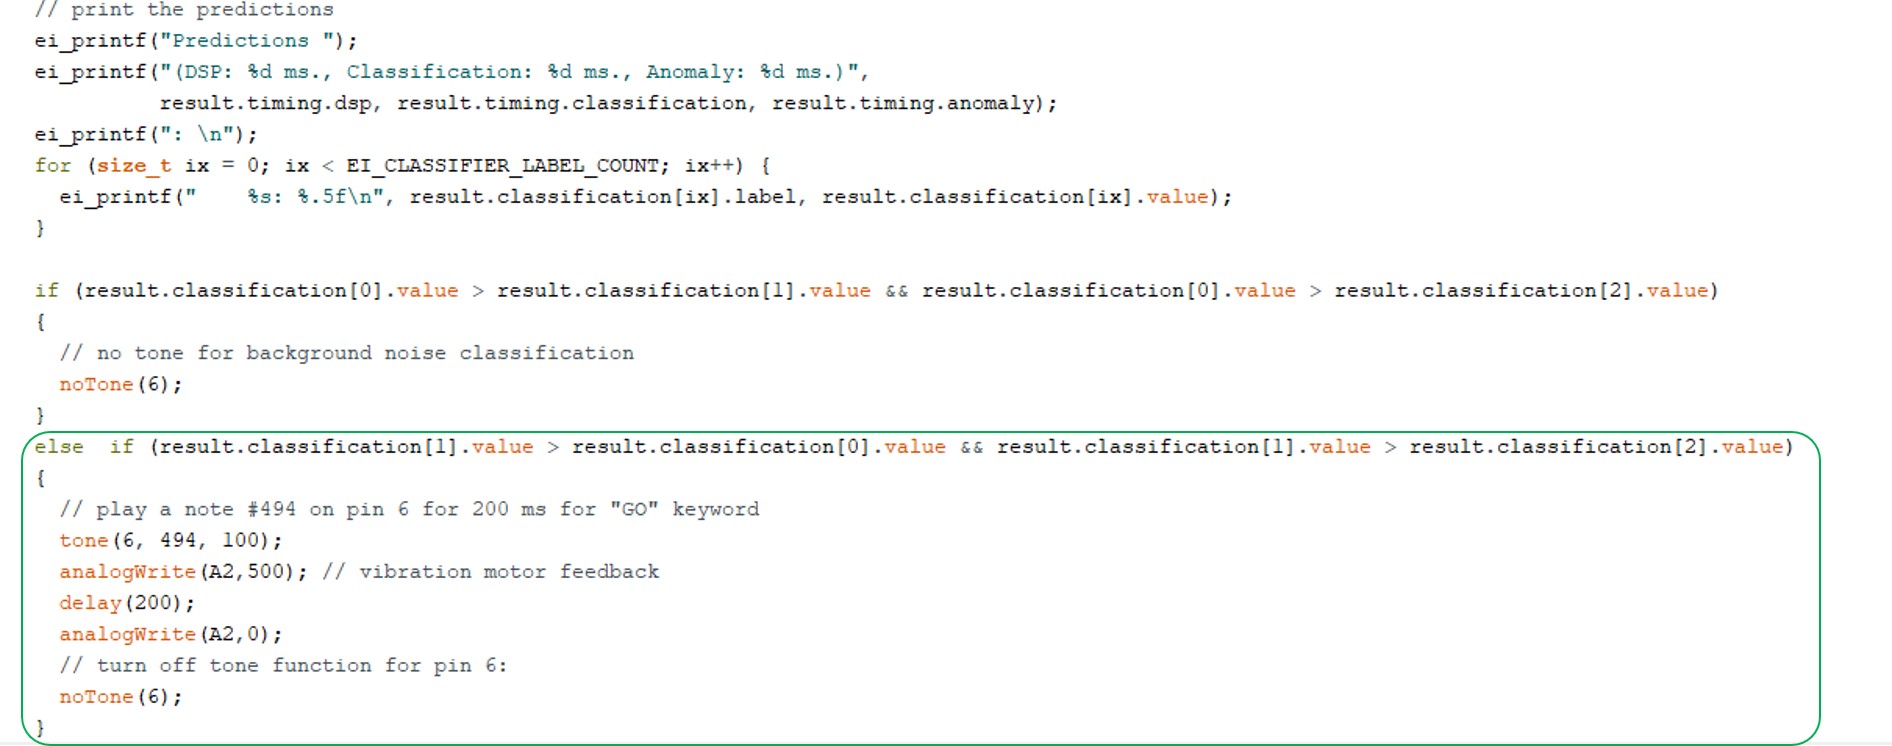 // print the predictions
ei_printf("Predictions ");
ei_printf("(DSP: %d ms., Classification: %d ms., Anomaly: %d ms.)",
          result.timing.dsp, result.timing.classification, result.timing.anomaly);
ei_printf(": \n");
for (size_t ix = 0; ix < EI_CLASSIFIER_LABEL_COUNT; ix++) {
  ei_printf("    %s: %.5f\n", result.classification[ix].label, result.classification[ix].value);
}
if (result.classification[0].value > result.classification[1].value && result.classification[0].value > result.classification[2].value)
{
  // no tone for background noise classification
  noTone(6);
}
else  if (result.classification[1].value > result.classification[0].value && result.classification[1].value > result.classification[2].value)
{
  // play a note #494 on pin 6 for 200 ms for "GO" keyword
  tone(6, 494, 100);
  analogWrite(A2,500); // vibration motor feedback
  delay(200);
  analogWrite(A2,0);
  // turn off tone function for pin 6:
  noTone(6);
}